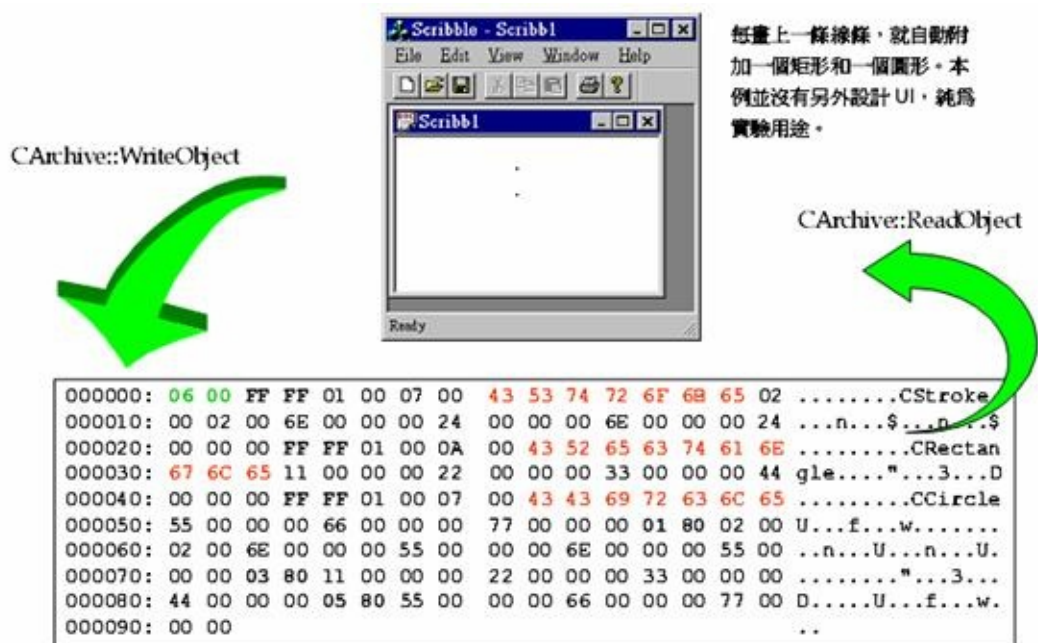 Scribble - Scribb1
File Edit View Window Help
Scribb1
Ready
每畫上一條線條，就自動附
加一個矩形和一個圓形。本
例並沒有另外設計 UI，純為
實驗用途。
CArchive::WriteObject
CArchive::ReadObject
000000: 06 00 FF FF 01 00 07 00 43 53 74 72 6F 6B 65 02 ........CStroke.
000010: 00 02 00 6E 00 00 00 24 00 00 00 6E 00 00 00 24 ...n...$...n...$
000020: 00 00 00 FF FF 01 00 0A 00 43 52 65 63 74 61 6E .........CRectan
000030: 67 6C 65 11 00 00 00 22 00 00 00 33 00 00 00 44 gle...."...3...D
000040: 00 00 00 FF FF 01 00 07 00 43 43 69 72 63 6C 65 .........CCircle
000050: 55 00 00 00 66 00 00 00 77 00 00 00 01 80 02 00 U...f...w.......
000060: 02 00 6E 00 00 00 55 00 00 00 6E 00 00 00 55 00 ..n...U...n...U.
000070: 00 00 03 80 11 00 00 00 22 00 00 00 33 00 00 00 ........"...3...
000080: 44 00 00 00 05 80 55 00 00 00 66 00 00 00 77 00 D.....U...f...w.
000090: 00 00 ..